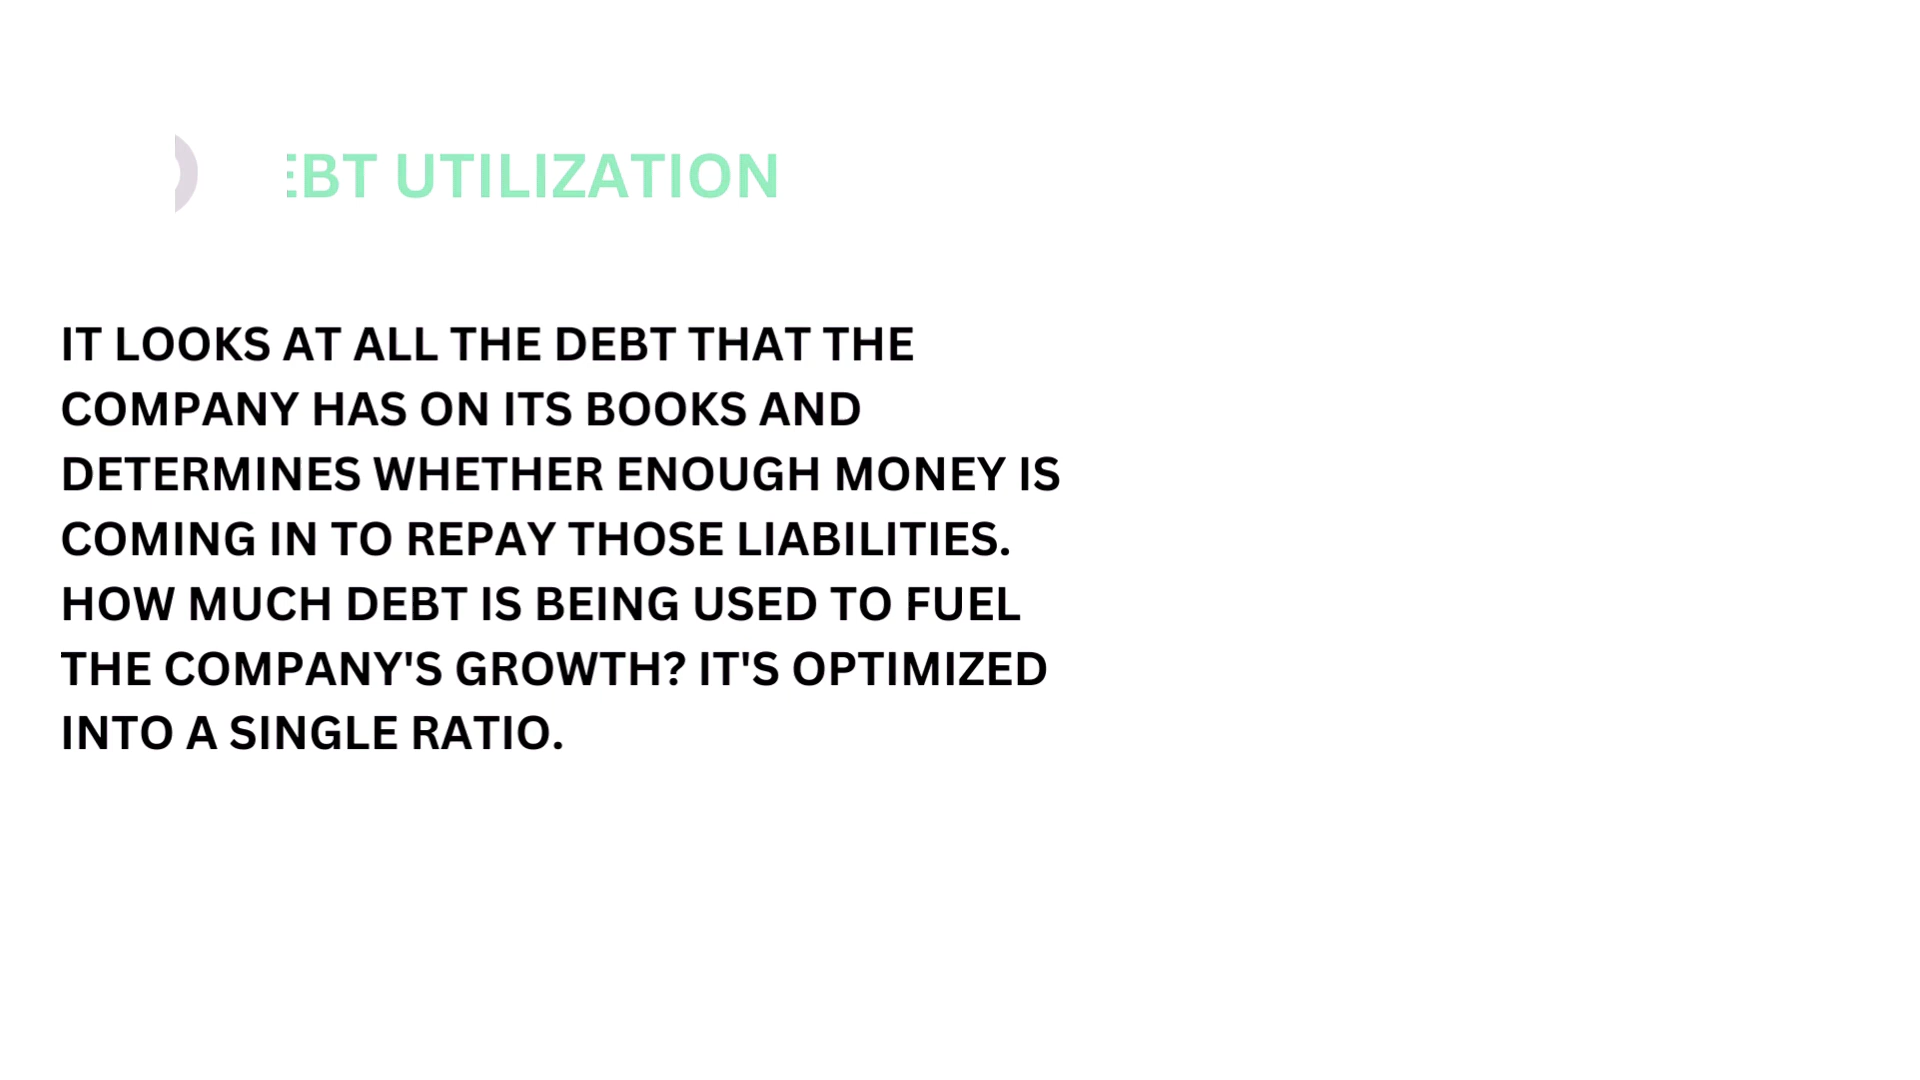 EBT UTILIZATION
IT LOOKS AT ALL THE DEBT THAT THE
COMPANY HAS ON ITS BOOKS AND
DETERMINES WHETHER ENOUGH MONEY IS
COMING IN TO REPAY THOSE LIABILITIES.
HOW MUCH DEBT IS BEING USED TO FUEL
THE COMPANY'S GROWTH? IT'S OPTIMIZED
INTO A SINGLE RATIO.